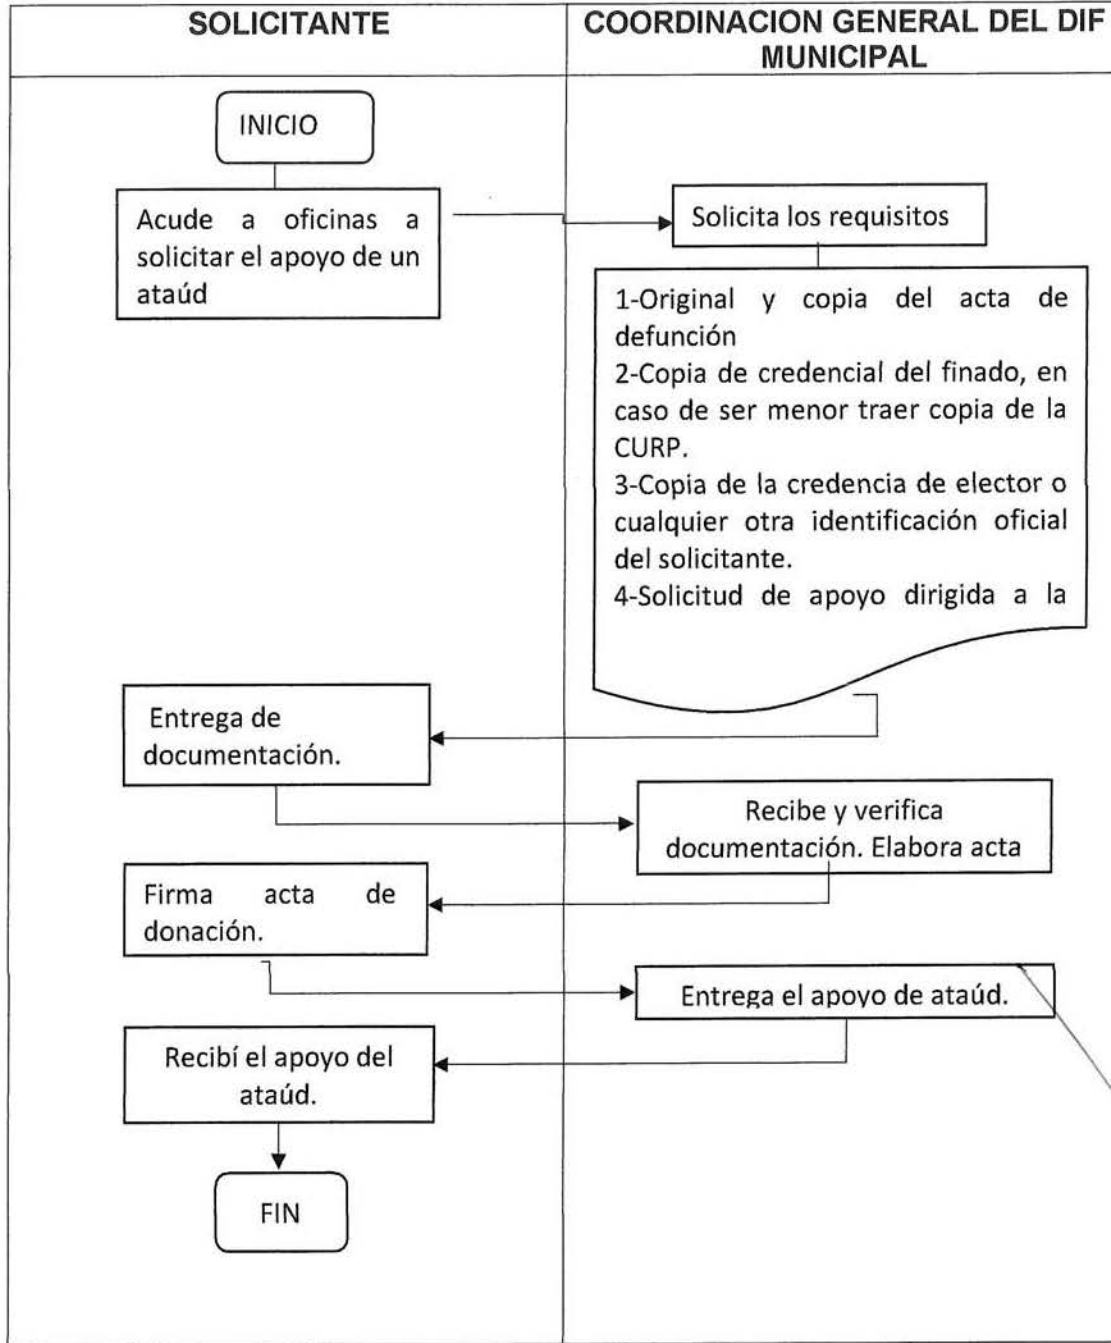 SOLICITANTE
COORDINACION GENERAL DEL DIF
MUNICIPAL
INICIO
Acude a oficinas a
solicitar el apoyo de un
ataúd
Solicita los requisitos
1-Original y copia del acta de
defunción
2-Copia de credencial del finado, en
caso de ser menor traer copia de la
CURP.
3-Copia de la credencia de elector o
cualquier otra identificación oficial
del solicitante.
4-Solicitud de apoyo dirigida a la
Entrega de
documentación.
Recibe y verifica
documentación. Elabora acta
Firma acta de
donación.
Entrega el apoyo de ataúd.
Recibí el apoyo del
ataúd.
FIN